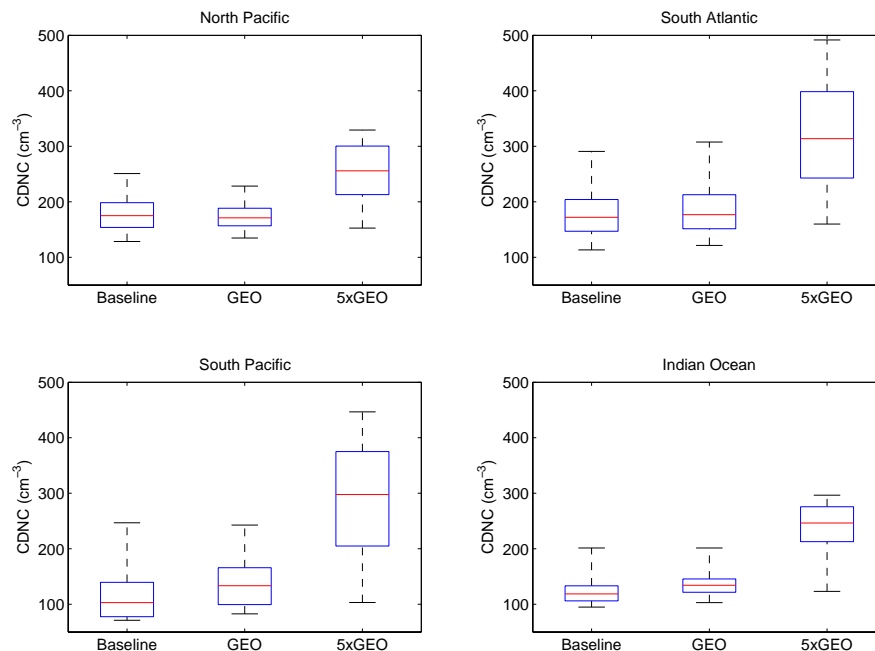 North Pacific
CDNC (cm⁻³)
500
400
300
200
100
Baseline GEO 5xGEO
South Atlantic
CDNC (cm⁻³)
500
400
300
200
100
Baseline GEO 5xGEO
South Pacific
CDNC (cm⁻³)
500
400
300
200
100
Baseline GEO 5xGEO
Indian Ocean
CDNC (cm⁻³)
500
400
300
200
100
Baseline GEO 5xGEO